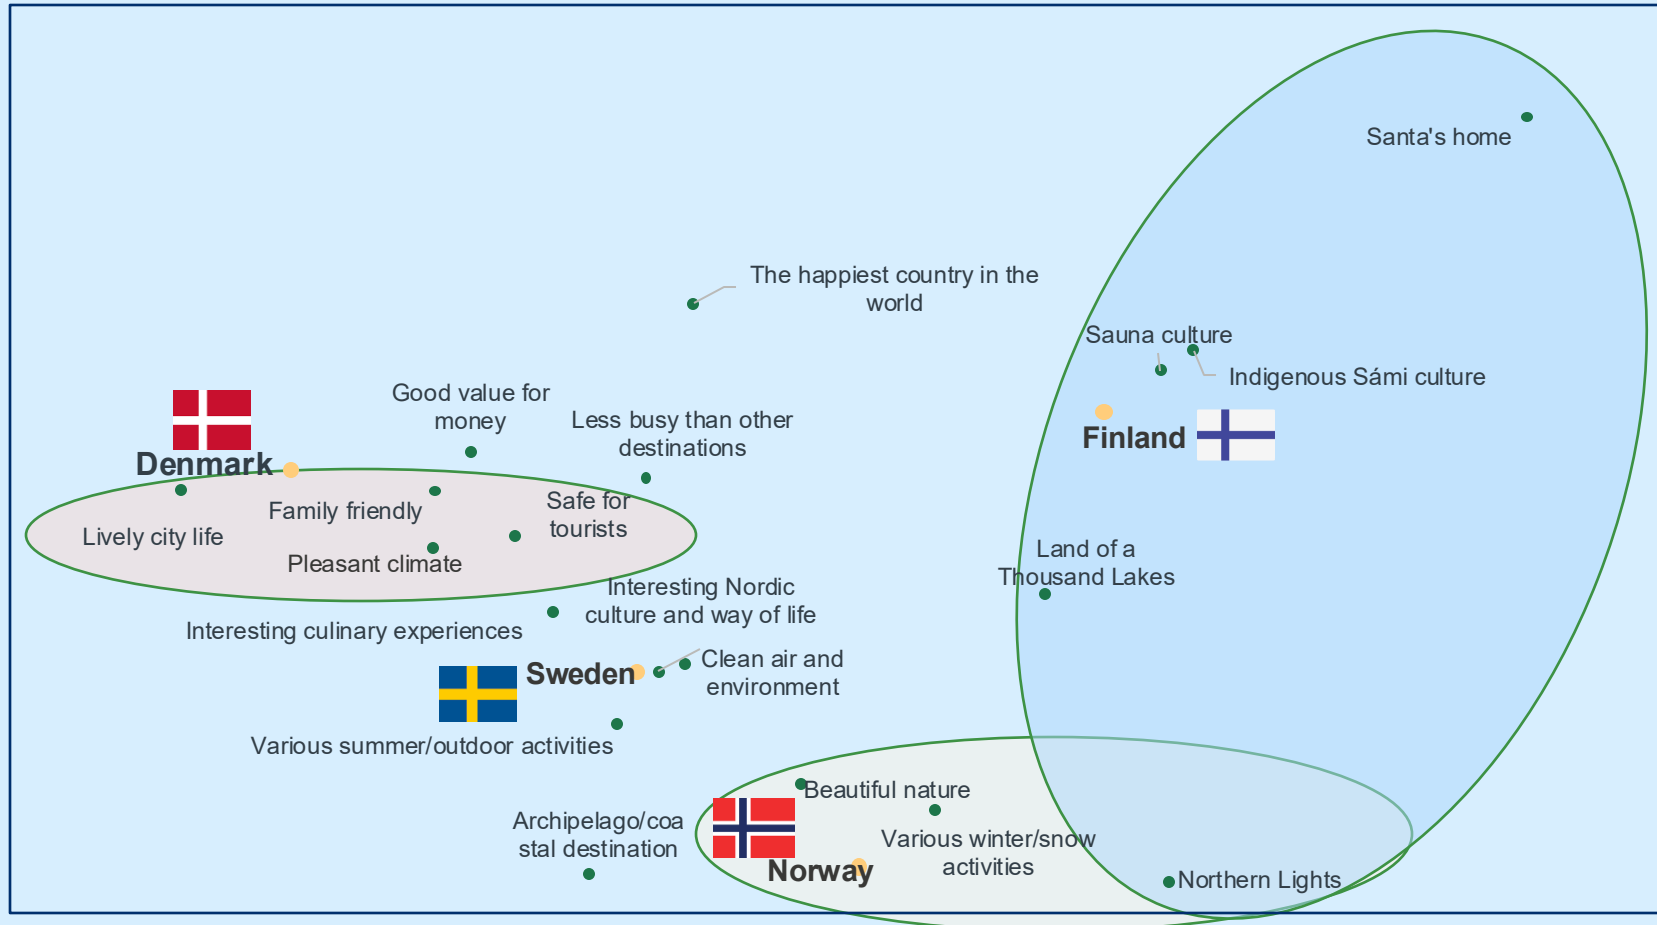 Santa's home
The happiest country in the
world
Sauna culture
Indigenous Sámi culture
Good value for
money
Less busy than other
destinations
Finland
Denmark
Family friendly
Safe for
tourists
Lively city life
Pleasant climate
Land of a
Thousand Lakes
Interesting Nordic
culture and way of life
Interesting culinary experiences
Sweden
Clean air and
environment
Various summer/outdoor activities
Beautiful nature
Archipelago/coa
stal destination
Various winter/snow
activities
Norway
Northern Lights